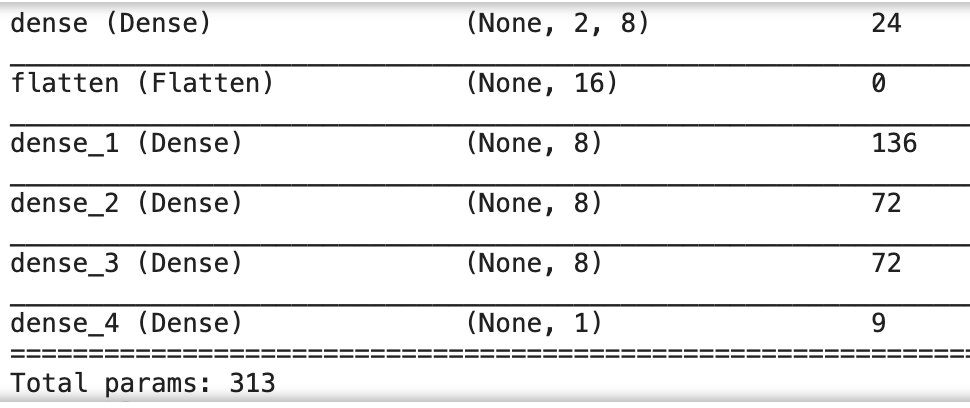 dense (Dense) (None, 2, 8) 24
flatten (Flatten) (None, 16) 0
dense_1 (Dense) (None, 8) 136
dense_2 (Dense) (None, 8) 72
dense_3 (Dense) (None, 8) 72
dense_4 (Dense) (None, 1) 9
Total params: 313